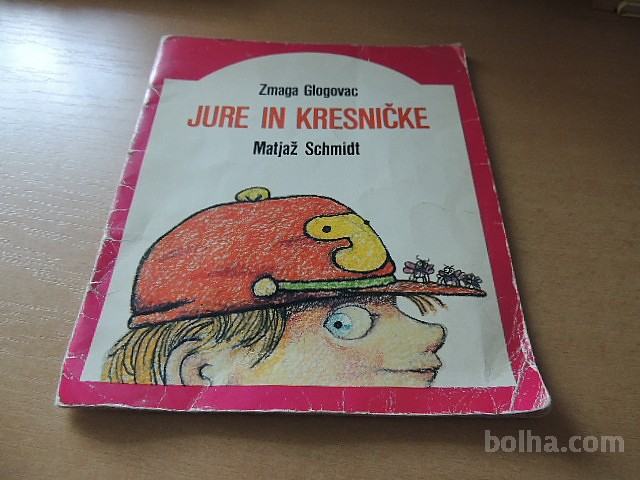 Zmaga Glogovac
JURE IN KRESNIČKE
Matjaž Schmidt
bolha.com